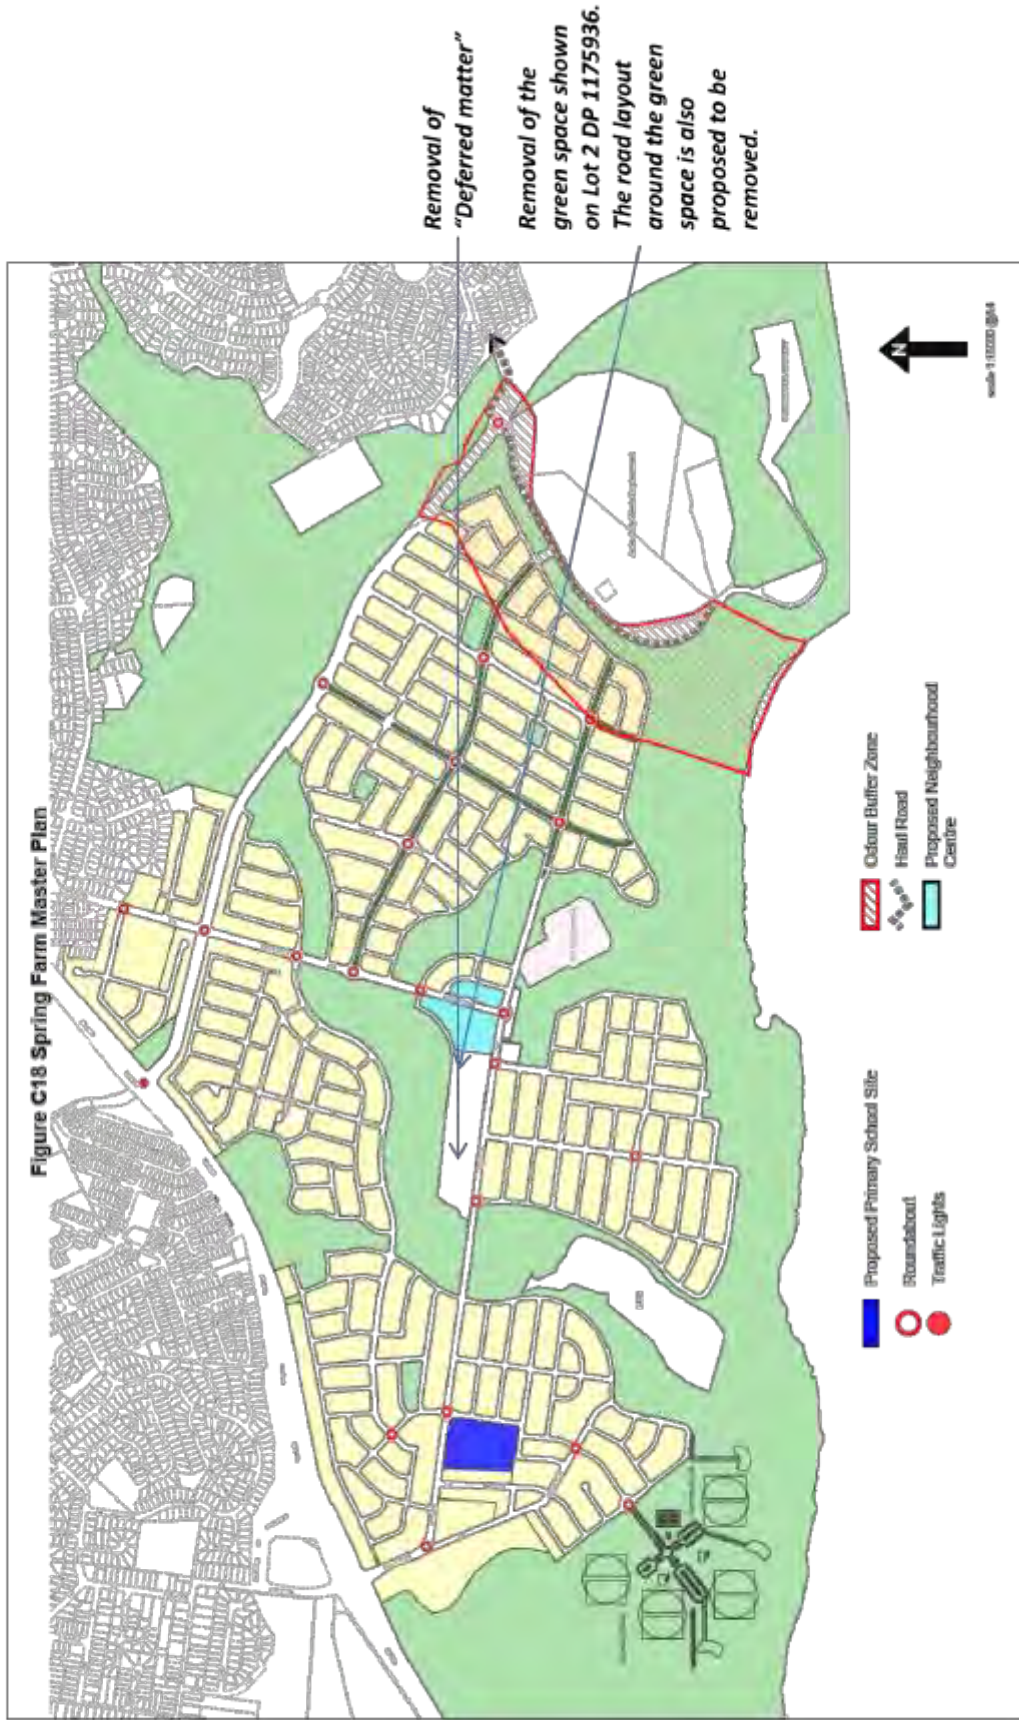 Figure C18 Spring Farm Master Plan
Removal of
“Deferred matter”
Removal of the
green space shown
on Lot 2 DP 1175936.
The road layout
around the green
space is also
proposed to be
removed.
N
Proposed Primary School Site
Roundabout
Traffic Lights
Odour Buffer Zone
Haul Road
Proposed Neighbourhood
Centre